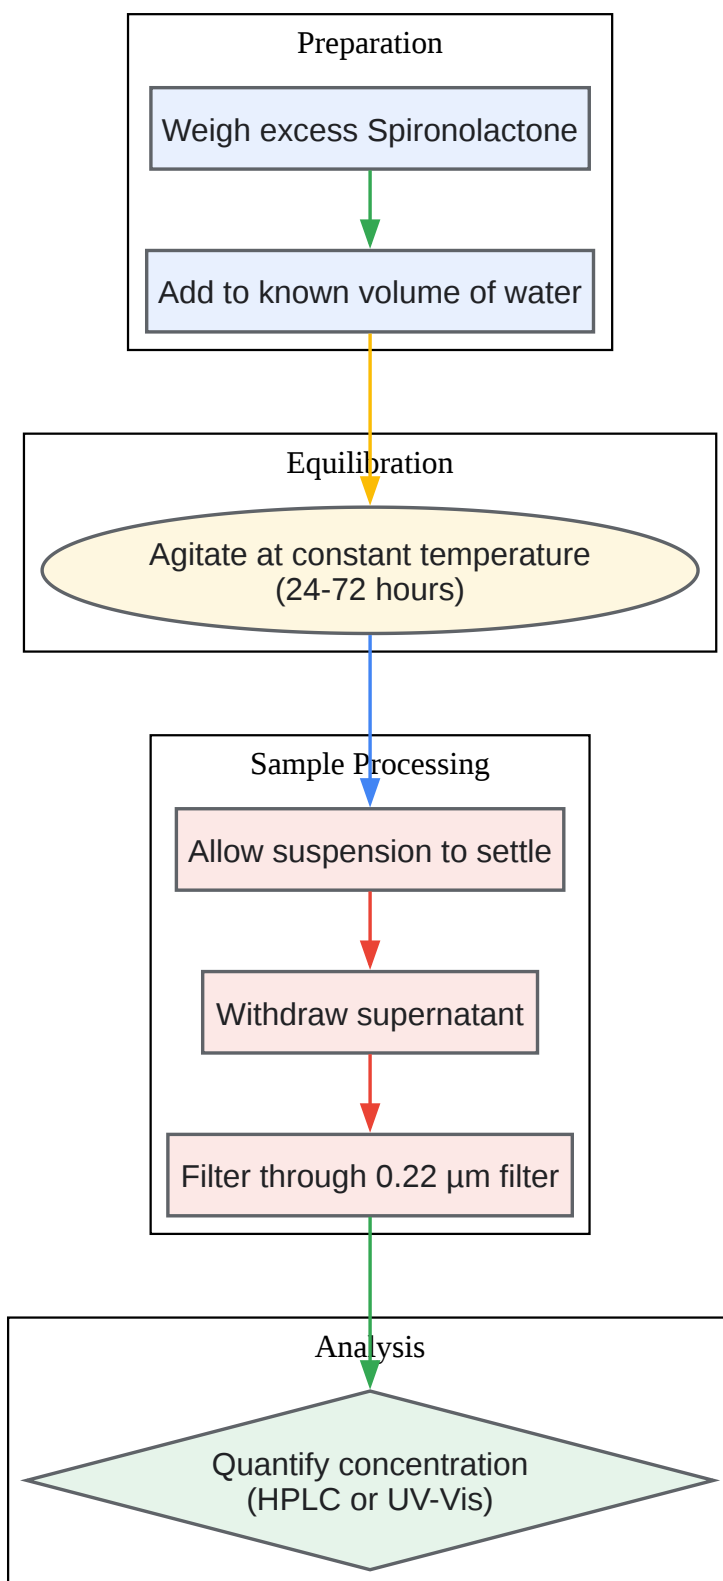 Preparation
Weigh excess Spironolactone
Add to known volume of water
Equilibration
Agitate at constant temperature
(24-72 hours)
Sample Processing
Allow suspension to settle
Withdraw supernatant
Filter through 0.22 µm filter
Analysis
Quantify concentration
(HPLC or UV-Vis)